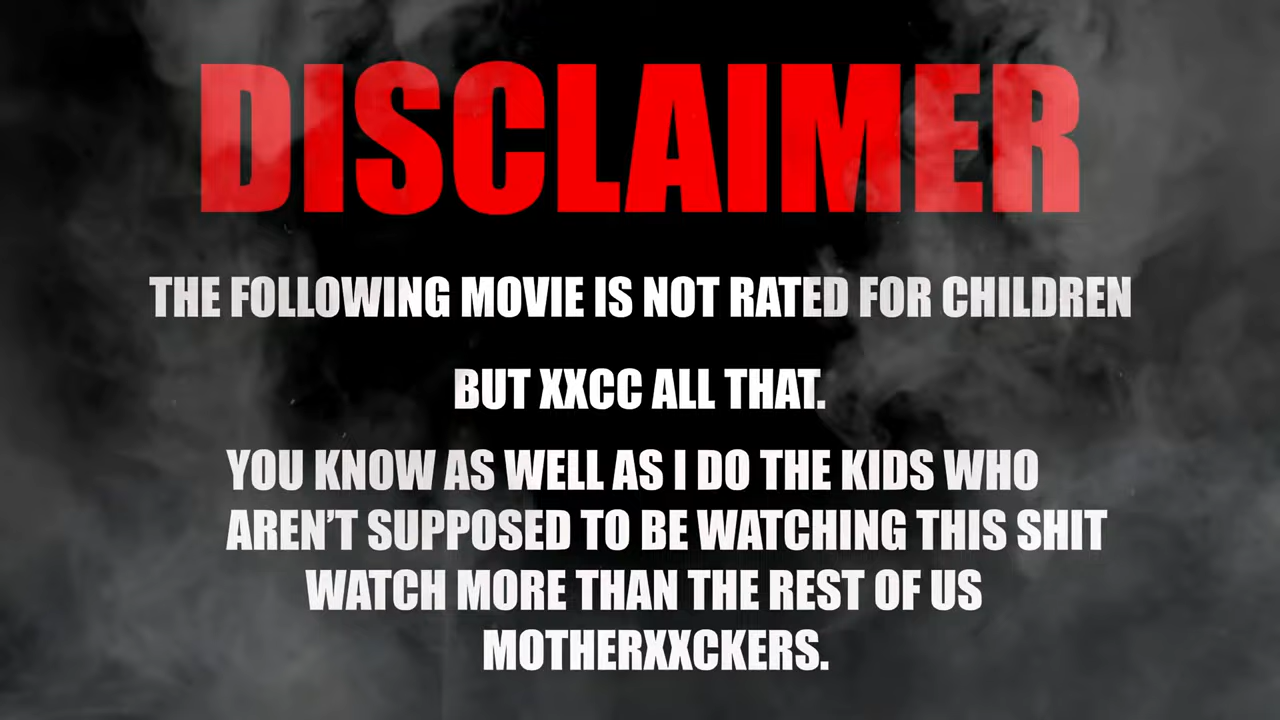 DISCLAIMER
THE FOLLOWING MOVIE IS NOT RATED FOR CHILDREN
BUT XXCC ALL THAT.
YOU KNOW AS WELL AS I DO THE KIDS WHO
AREN’T SUPPOSED TO BE WATCHING THIS SHIT
WATCH MORE THAN THE REST OF US
MOTHERXXCKERS.